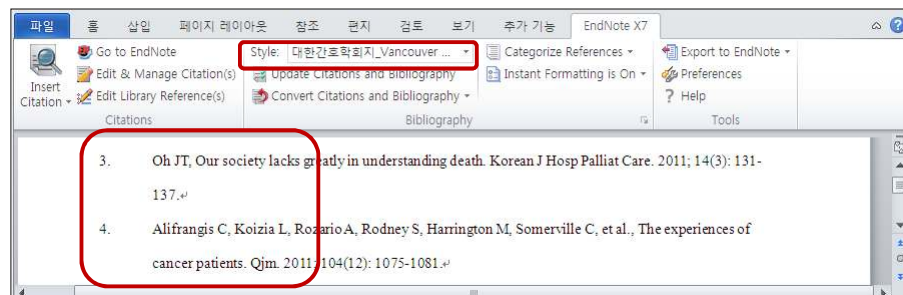 파일 홈 삽입 페이지 레이아웃 참조 편지 검토 보기 추가 기능 EndNote X7
Go to EndNote Style: 대한간호학회지_Vancouver ... Categorize References Export to EndNote
Edit & Manage Citation(s) Update Citations and Bibliography Instant Formatting is On Preferences
Insert Citation Edit Library Reference(s) Convert Citations and Bibliography ? Help
Citations Bibliography Tools
3. Oh JT, Our society lacks greatly in understanding death. Korean J Hosp Palliat Care. 2011; 14(3): 131-
137.↵
4. Alifrangis C, Koizia L, Rozario A, Rodney S, Harrington M, Somerville C, et al., The experiences of
cancer patients. Qjm. 2011; 104(12): 1075-1081.↵